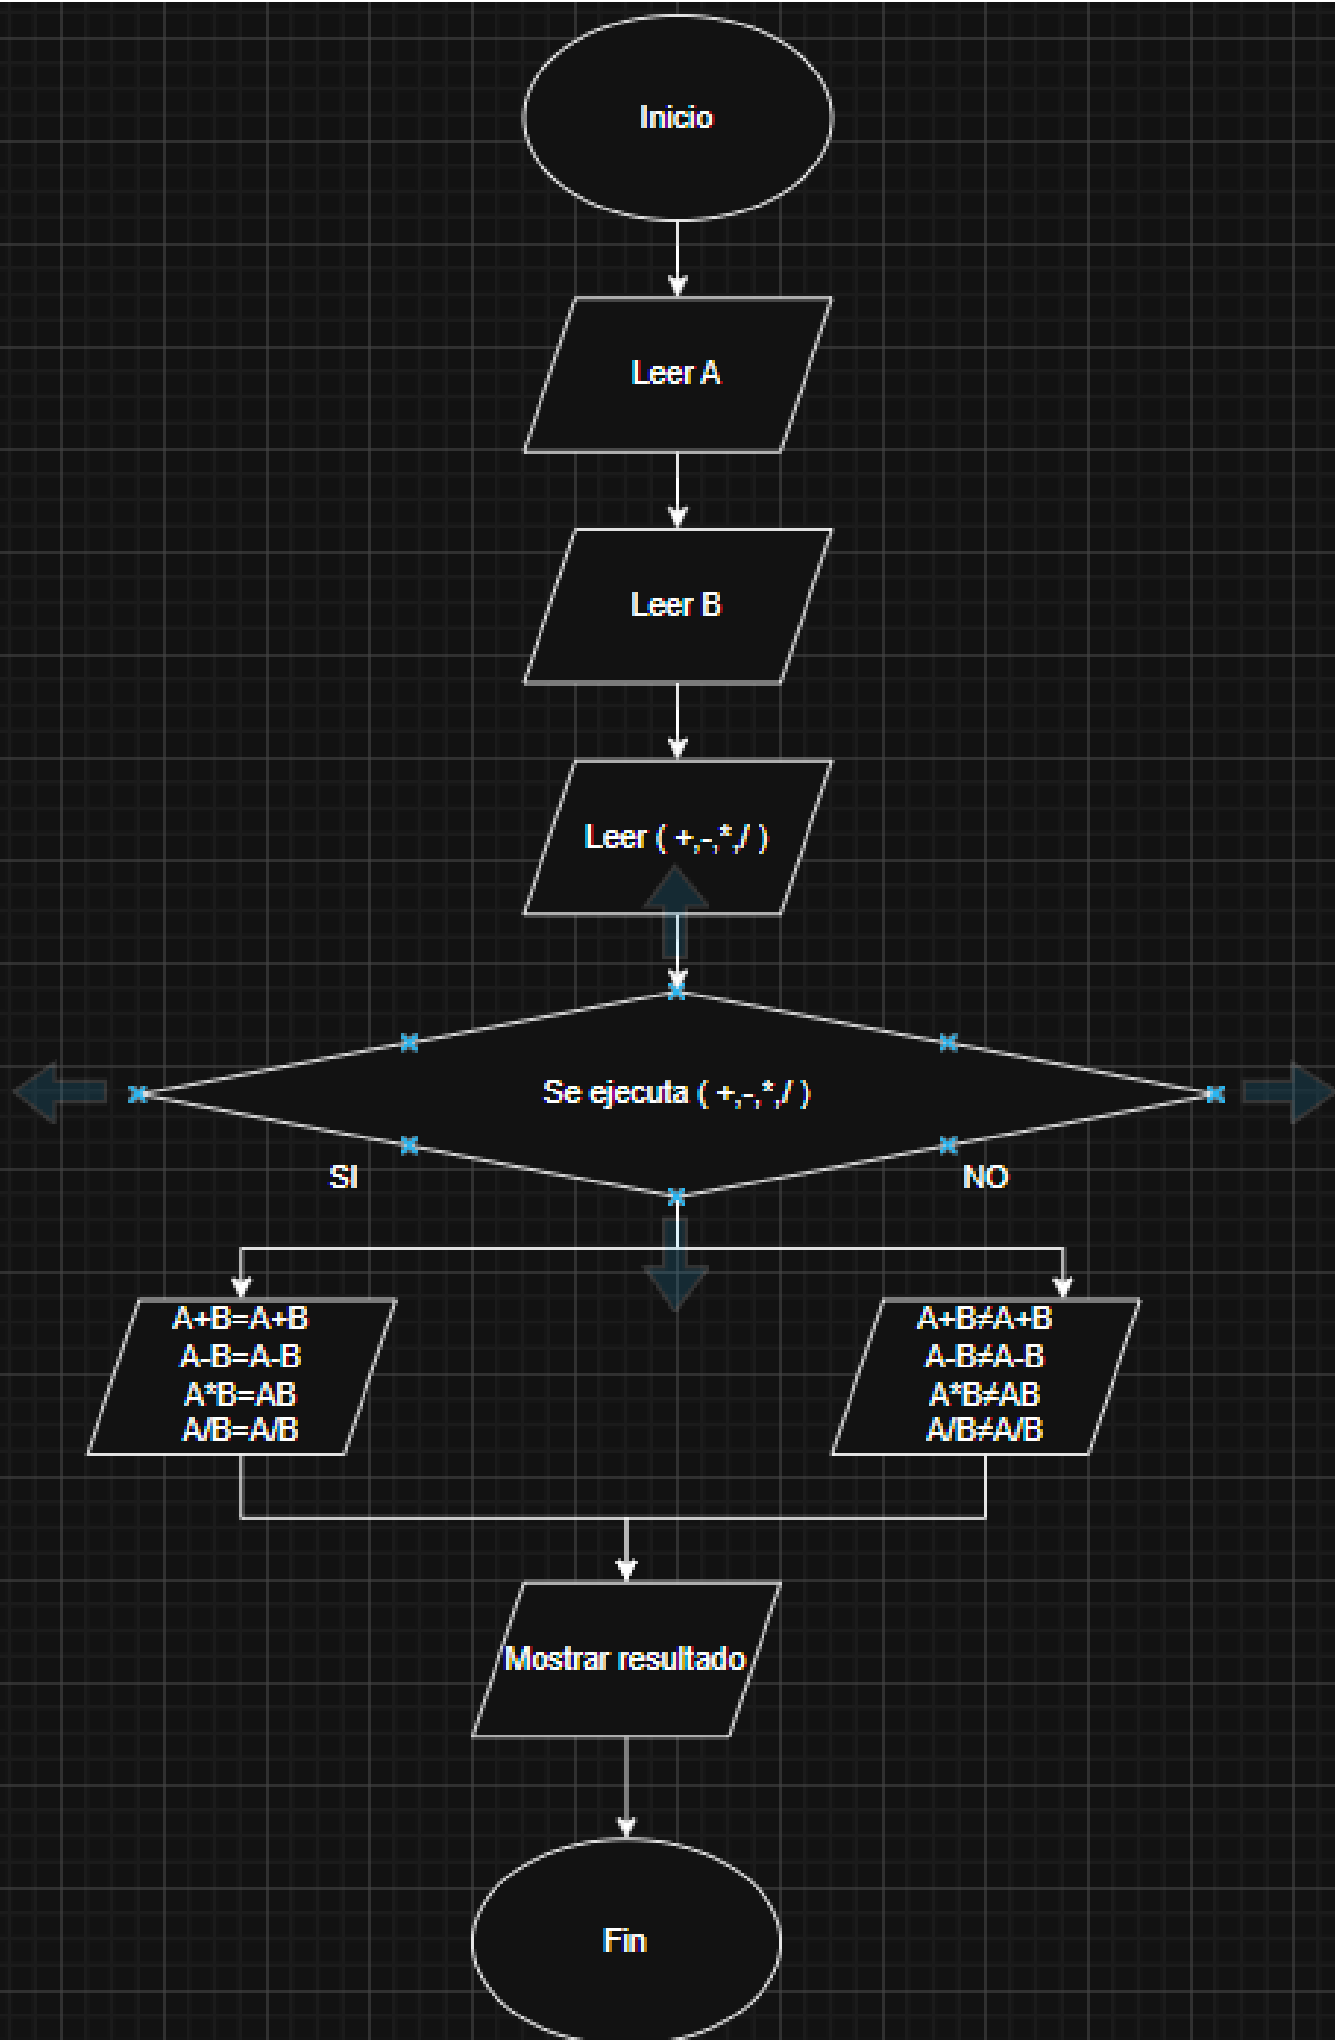 Inicio
Leer A
Leer B
Leer ( +,-,*,/ )
Se ejecuta ( +,-,*,/ )
SI
NO
A+B=A+B
A-B=A-B
A*B=AB
A/B=A/B
A+B≠A+B
A-B≠A-B
A*B≠AB
A/B≠A/B
Mostrar resultado
Fin